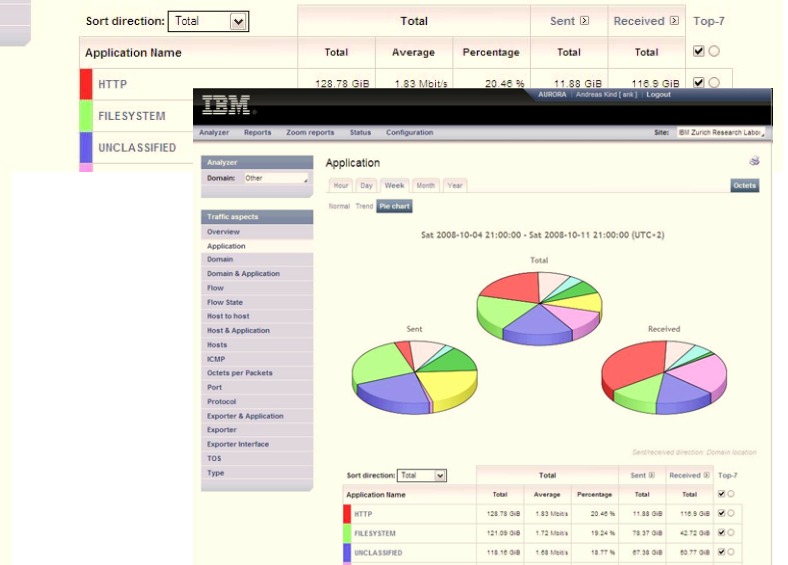 Sort direction: Total
Total Sent Received Top-7
Application Name Total Average Percentage Total Total
HTTP 128.78 GiB 1.83 Mbit/s 20.46 % 11.88 GiB 116.9 GiB
FILESYSTEM
UNCLASSIFIED
IBM
AURORA Andreas Kind [ ank ] Logout
Analyzer Reports Zoom reports Status Configuration Site: IBM Zurich Research Labor
Analyzer
Domain: Other
Application
Hour Day Week Month Year Octets
Normal Trend Pie chart
Traffic aspects
Overview
Application
Domain
Domain & Application
Flow
Flow State
Host to host
Host & Application
Hosts
ICMP
Octets per Packets
Port
Protocol
Exporter & Application
Exporter
Exporter Interface
TOS
Type
Sat 2008-10-04 21:00:00 - Sat 2008-10-11 21:00:00 (UTC+2)
Total
Sent
Received
Sent/received direction: Domain location
Sort direction: Total
Total Sent Received Top-7
Application Name Total Average Percentage Total Total
HTTP 128.78 GiB 1.83 Mbit/s 20.46 % 11.88 GiB 116.9 GiB
FILESYSTEM 121.09 GiB 1.72 Mbit/s 19.24 % 78.37 GiB 42.72 GiB
UNCLASSIFIED 118.16 GiB 1.68 Mbit/s 18.77 % 67.38 GiB 50.77 GiB